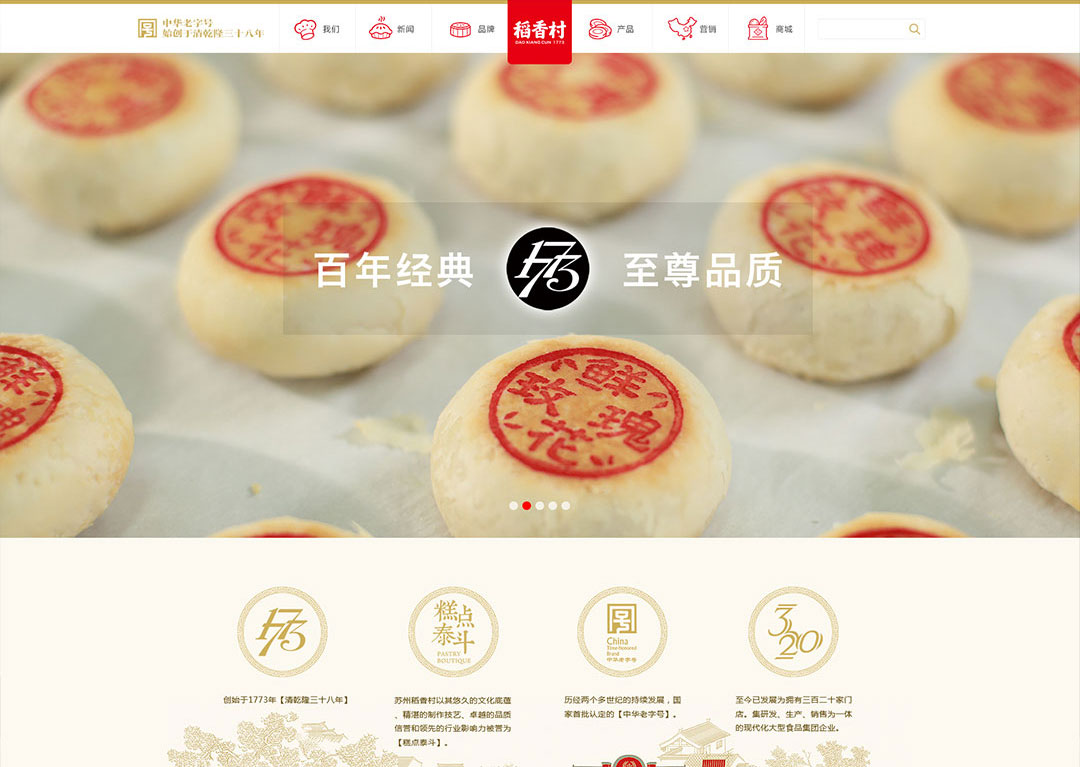 中华老字号
始创于清乾隆三十八年
我们
新闻
品牌
稻香村
DAO XIANG CUN 1773
产品
营销
商城
百年经典
1773
至尊品质
鲜
玫瑰
花
1773
糕点
泰斗
PASTRY
BOUTIQUE
China
Time-honored
Brand
中华老字号
320
创始于1773年【清乾隆三十八年】
苏州稻香村以其悠久的文化底蕴
、精湛的制作技艺、卓越的品质
信誉和领先的行业影响力被誉为
【糕点泰斗】。
历经两个多世纪的持续发展，国
家首批认定的【中华老字号】。
至今已发展为拥有三百二十家门
店。集研发、生产、销售为一体
的现代化大型食品集团企业。